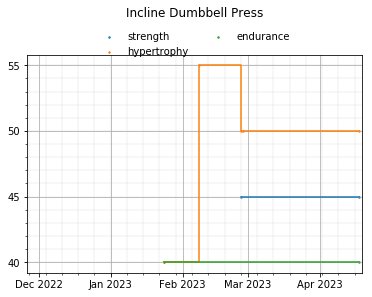 Incline Dumbbell Press
strength endurance
hypertrophy
55
50
45
40
Dec 2022 Jan 2023 Feb 2023 Mar 2023 Apr 2023